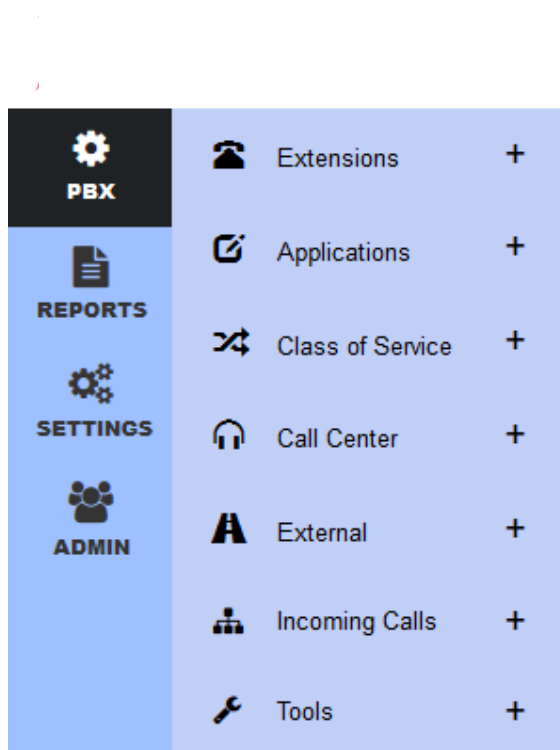 PBX
REPORTS
SETTINGS
ADMIN
Extensions +
Applications +
Class of Service +
Call Center +
External +
Incoming Calls +
Tools +